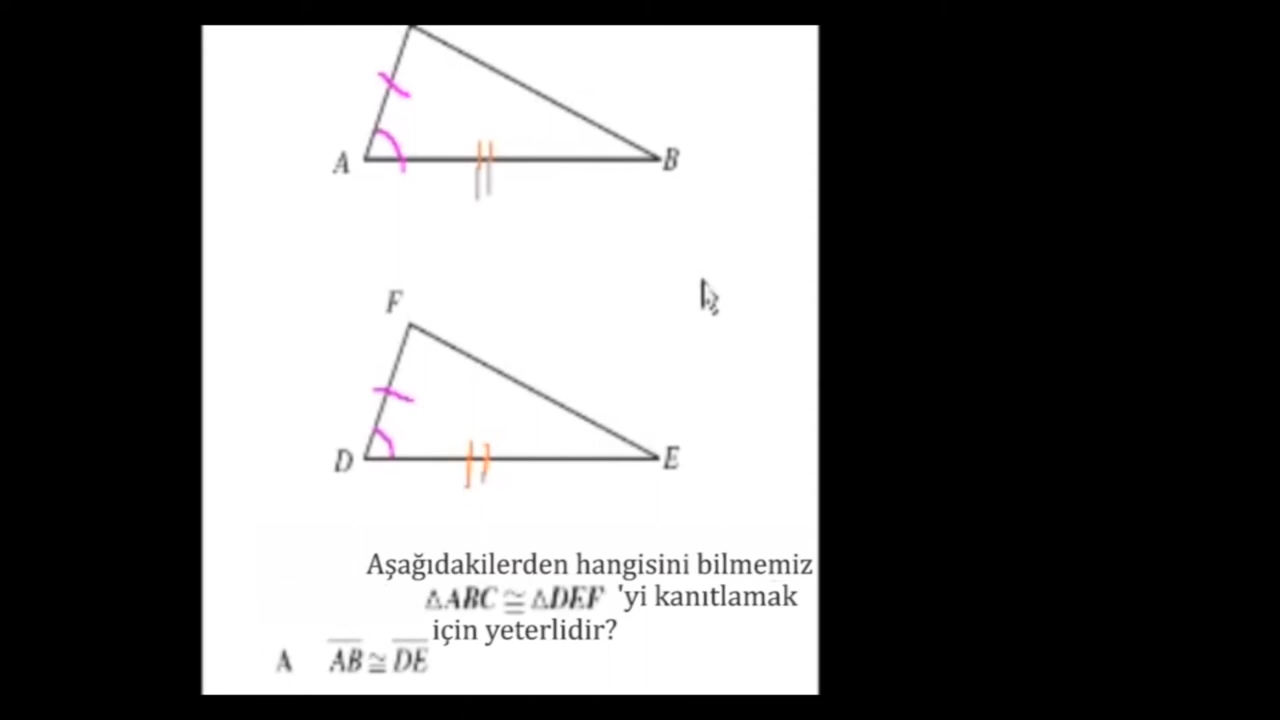 A
B
F
D
E
Aşağıdakilerden hangisini bilmemiz
△ABC ≅ △DEF 'yi kanıtlamak
için yeterlidir?
A AB ≅ DE